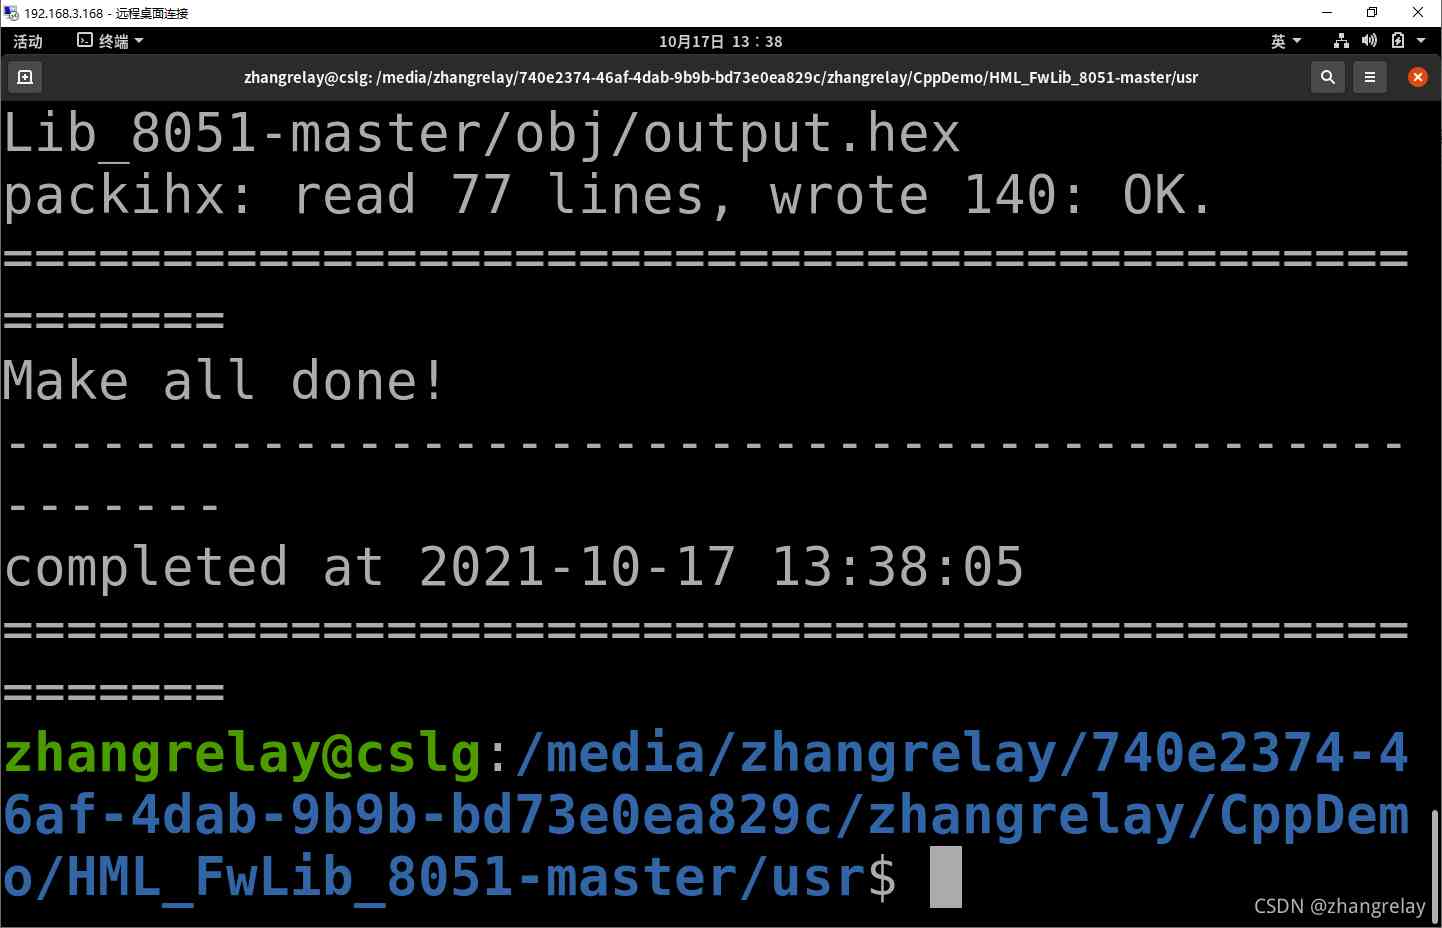 192.168.3.168 - 远程桌面连接
活动 终端 10月17日 13：38 英
zhangrelay@cslg: /media/zhangrelay/740e2374-46af-4dab-9b9b-bd73e0ea829c/zhangrelay/CppDemo/HML_FwLib_8051-master/usr
Lib_8051-master/obj/output.hex
packihx: read 77 lines, wrote 140: OK.
============================================
=======
Make all done!
--------------------------------------------
-------
completed at 2021-10-17 13:38:05
============================================
=======
zhangrelay@cslg:/media/zhangrelay/740e2374-4
6af-4dab-9b9b-bd73e0ea829c/zhangrelay/CppDem
o/HML_FwLib_8051-master/usr$
CSDN @zhangrelay